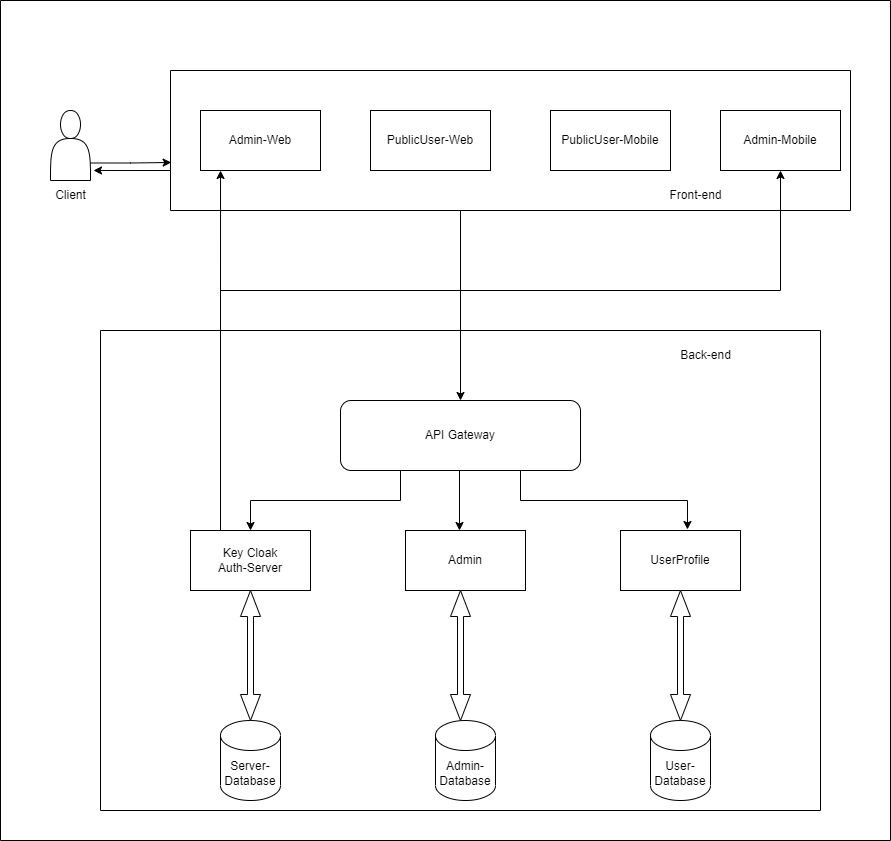 Admin-Web
PublicUser-Web
PublicUser-Mobile
Admin-Mobile
Client
Front-end
Back-end
API Gateway
Key Cloak
Auth-Server
Admin
UserProfile
Server-
Database
Admin-
Database
User-
Database